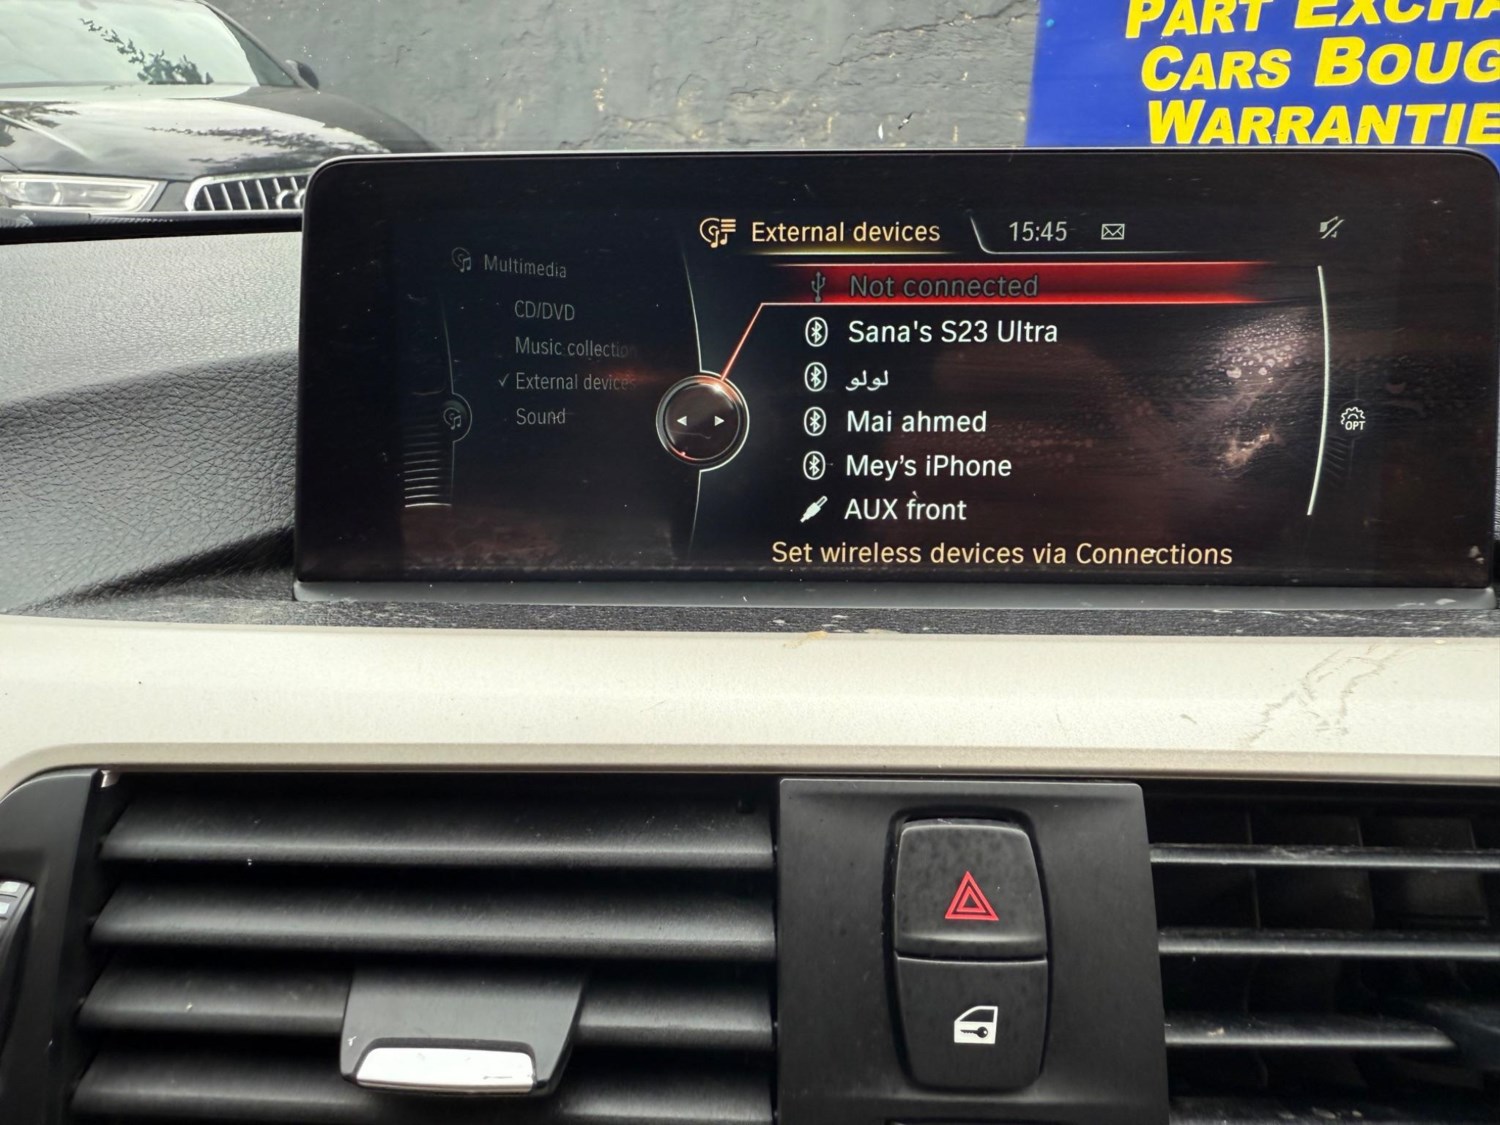 PART EXCHA
CARS BOUG
WARRANTIE
External devices
15:45
Multimedia
CD/DVD
Music collectio
✓ External device
Sound
Not connected
Sana's S23 Ultra
لولو
Mai ahmed
Mey’s iPhone
AUX front
Set wireless devices via Connections
OPT